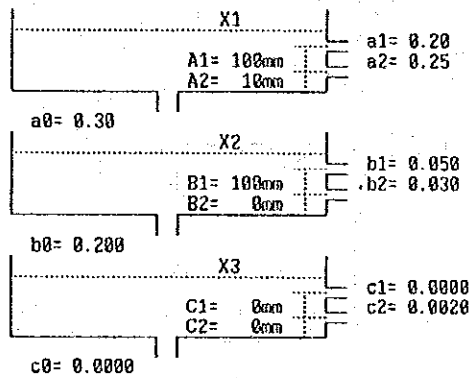 X1
a1= 0.20
A1= 100mm a2= 0.25
A2= 10mm
a0= 0.30
X2
b1= 0.050
B1= 100mm b2= 0.030
B2= 0mm
b0= 0.200
X3
c1= 0.0000
C1= 0mm c2= 0.0020
C2= 0mm
c0= 0.0000